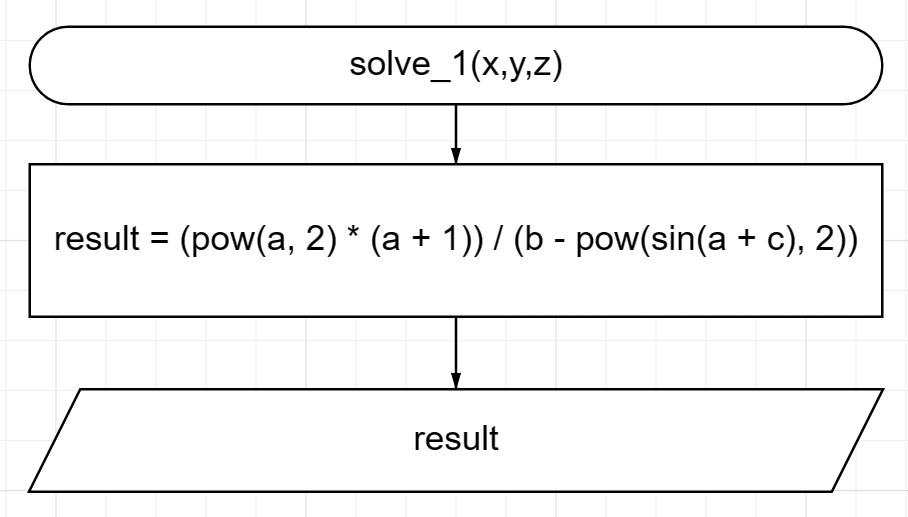 solve_1(x,y,z)
result = (pow(a, 2) * (a + 1)) / (b - pow(sin(a + c), 2))
result